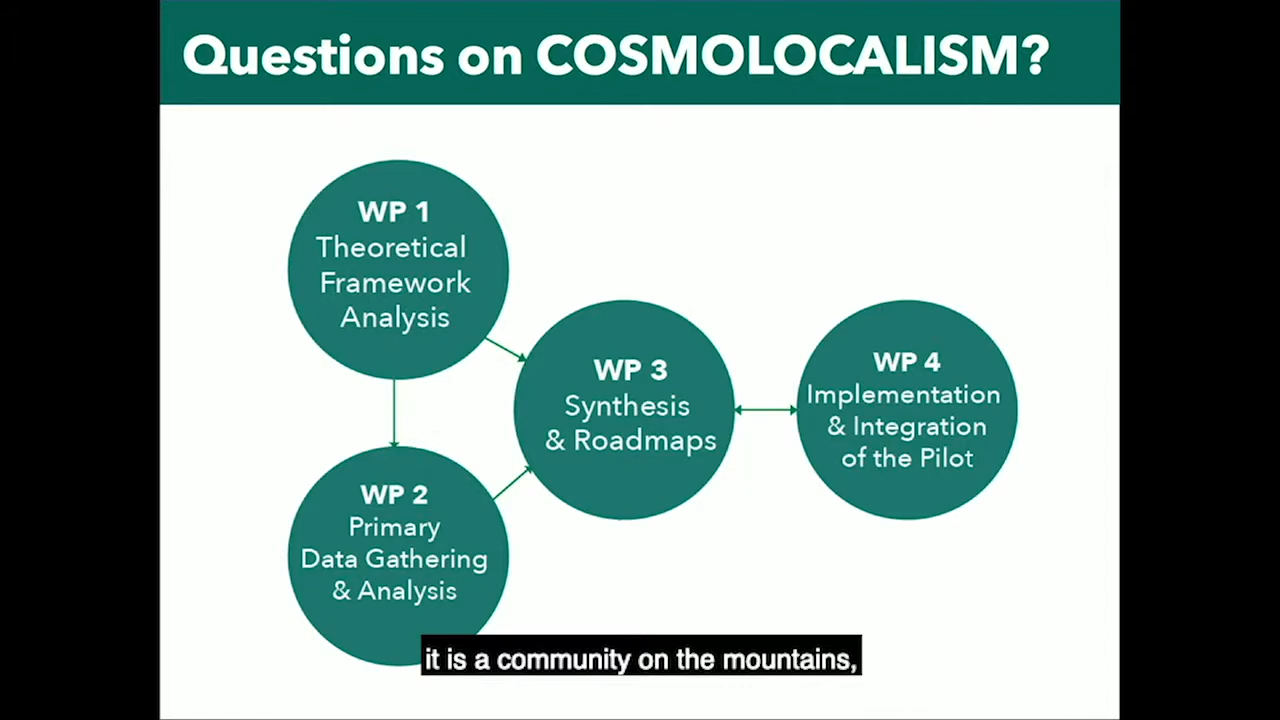 Questions on COSMOLOCALISM?
WP 1
Theoretical
Framework
Analysis
WP 2
Primary
Data Gathering
& Analysis
WP 3
Synthesis
& Roadmaps
WP 4
Implementation
& Integration
of the Pilot
it is a community on the mountains,